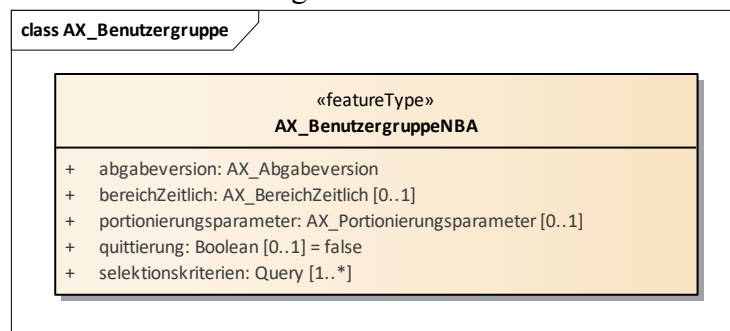 class AX_Benutzergruppe
«featureType»
AX_BenutzergruppeNBA
+ abgabeversion: AX_Abgabeversion
+ bereichZeitlich: AX_BereichZeitlich [0..1]
+ portionierungsparameter: AX_Portionierungsparameter [0..1]
+ quittierung: Boolean [0..1] = false
+ selektionskriterien: Query [1..*]